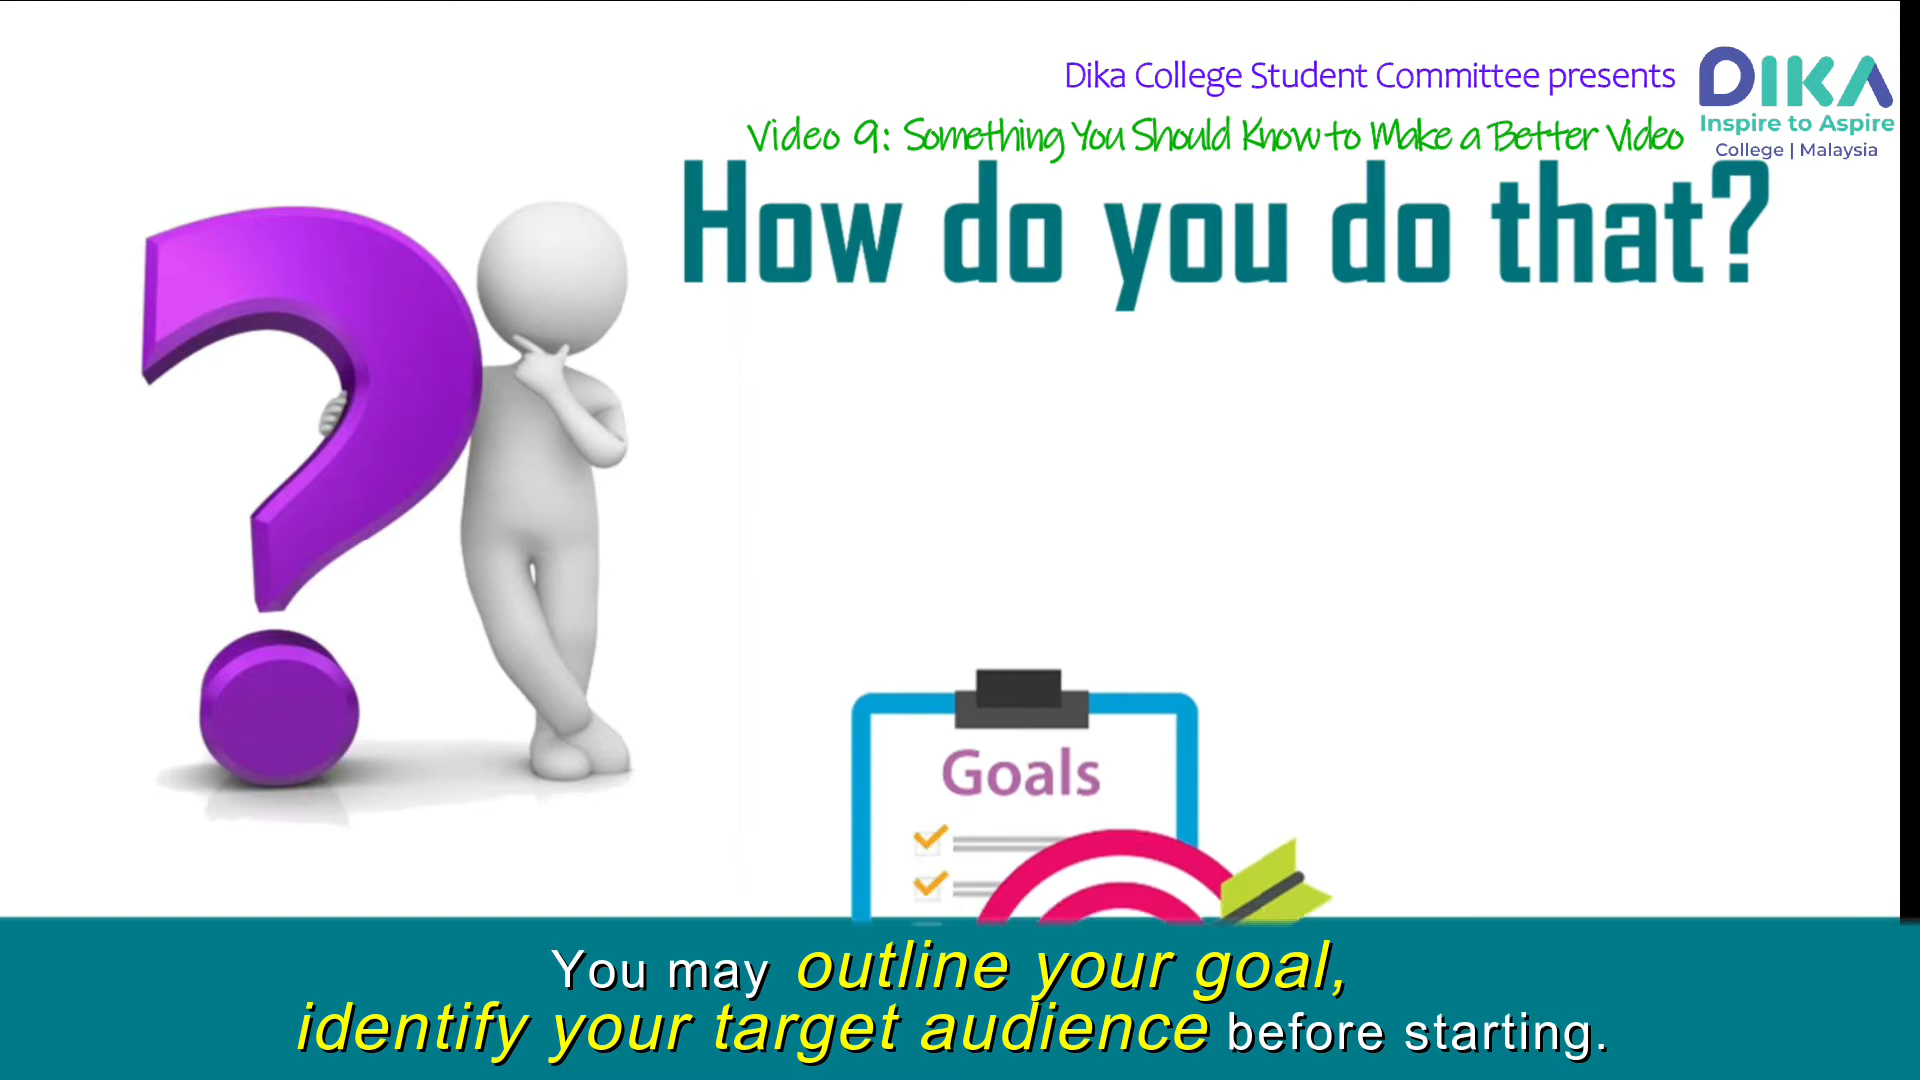 Dika College Student Committee presents
DIKA
Inspire to Aspire
College | Malaysia
Video 9: Something You Should Know to Make a Better Video
How do you do that?
Goals
You may outline your goal,
identify your target audience before starting.